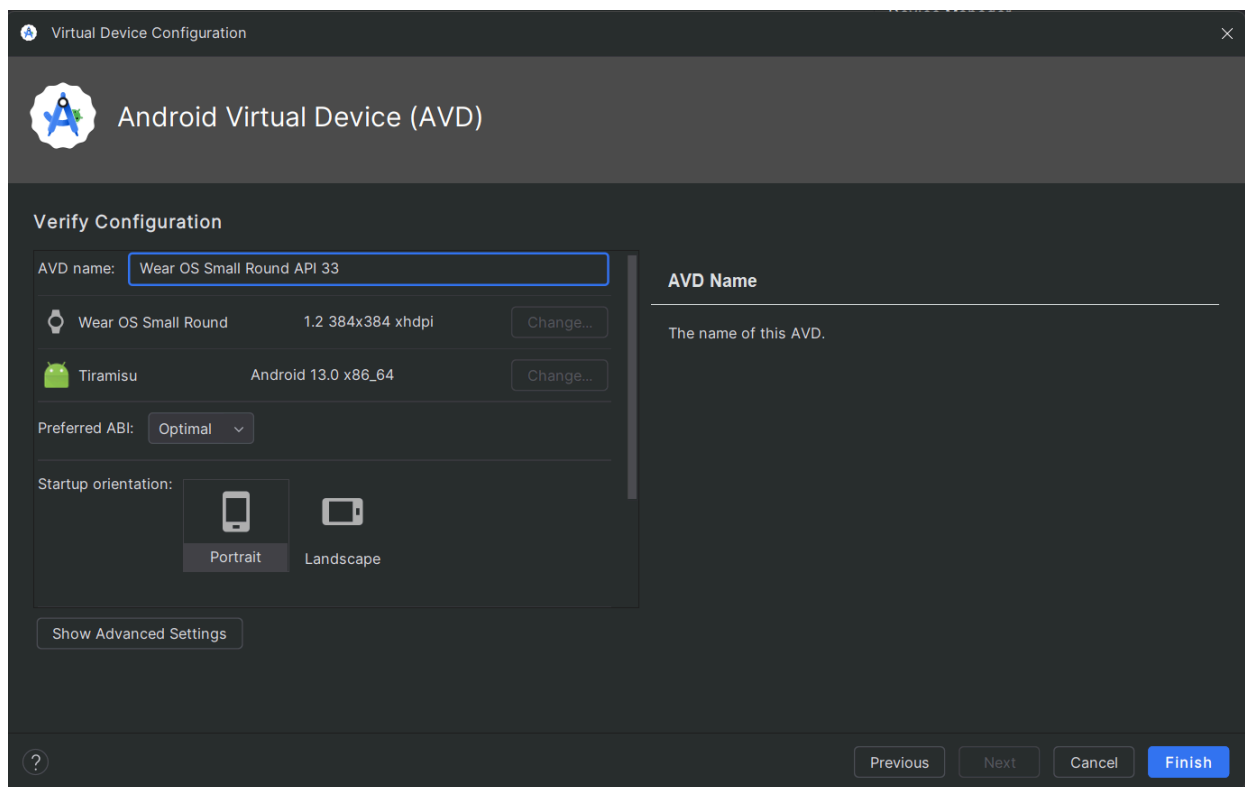 Virtual Device Configuration
Android Virtual Device (AVD)
Verify Configuration
AVD name: Wear OS Small Round API 33
Wear OS Small Round 1.2 384x384 xhdpi Change...
Tiramisu Android 13.0 x86_64 Change...
Preferred ABI: Optimal
Startup orientation:
Portrait Landscape
Show Advanced Settings
AVD Name
The name of this AVD.
? Previous Next Cancel Finish